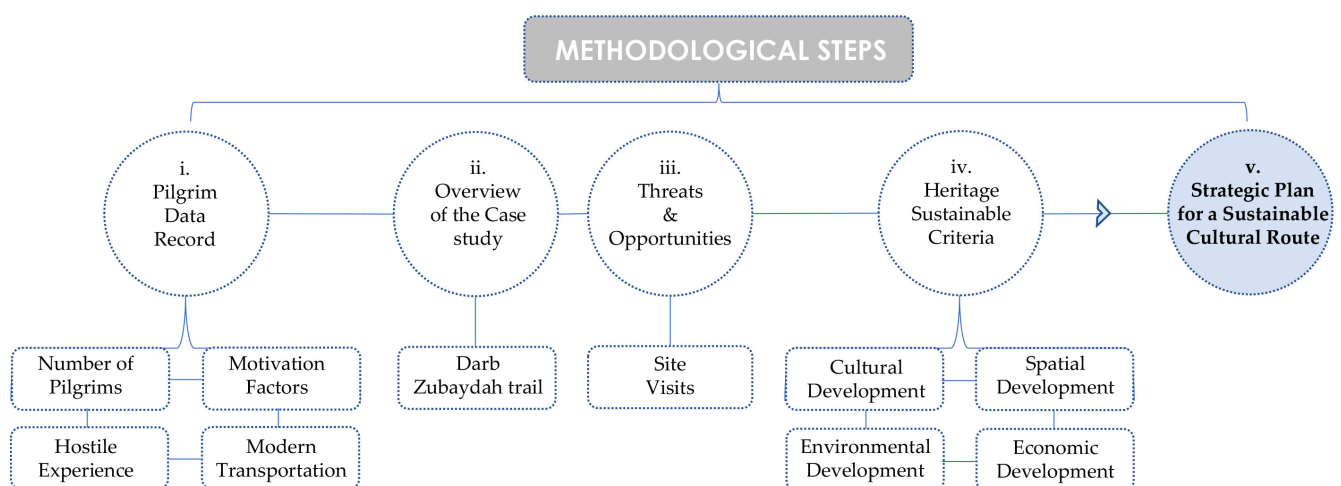 METHODOLOGICAL STEPS
i.
Pilgrim
Data
Record
ii.
Overview
of the Case
study
iii.
Threats
&
Opportunities
iv.
Heritage
Sustainable
Criteria
v.
Strategic Plan
for a Sustainable
Cultural Route
Number of
Pilgrims
Motivation
Factors
Hostile
Experience
Modern
Transportation
Darb
Zubaydah trail
Site
Visits
Cultural
Development
Spatial
Development
Environmental
Development
Economic
Development